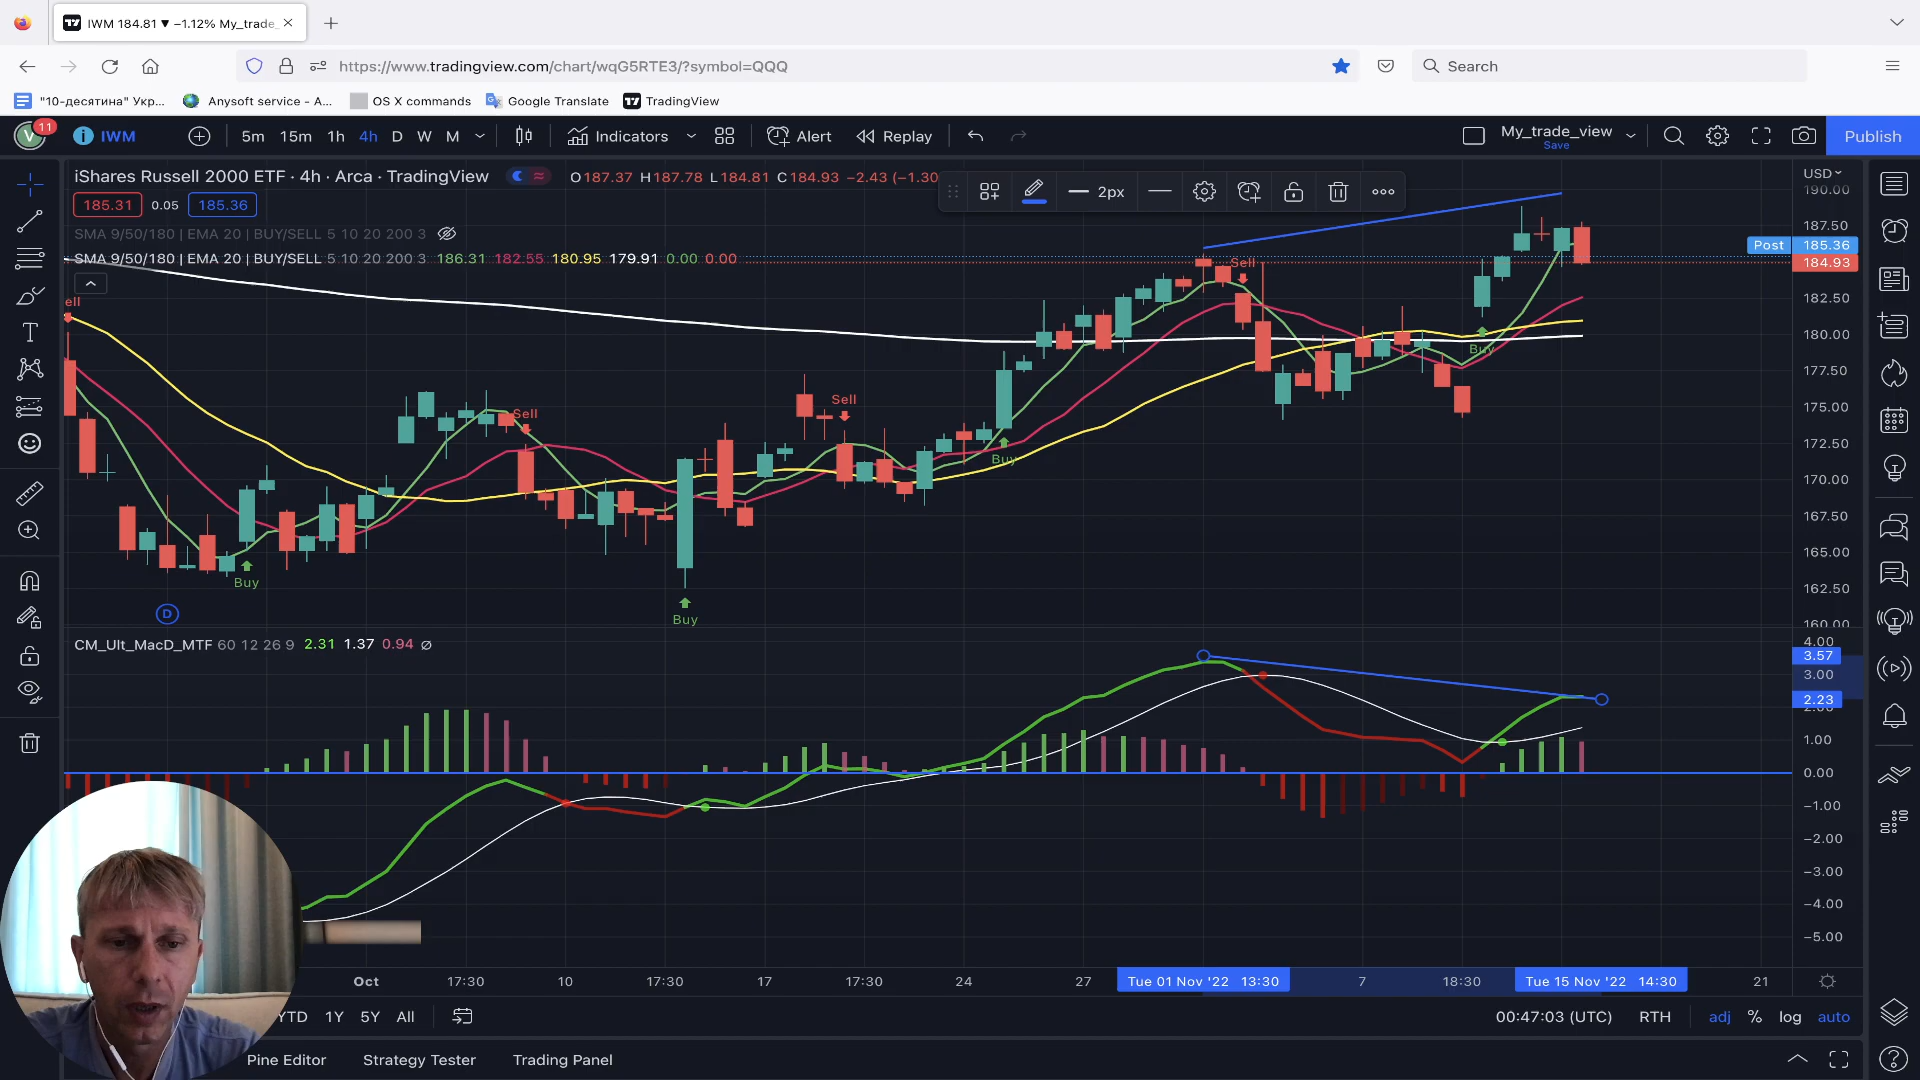 IWM 184.81 ▼ −1.12% My_trade_
https://www.tradingview.com/chart/wqG5RTE3/?symbol=QQQ
Search
"10-десятина" Укр...
Anysoft service - A...
OS X commands
Google Translate
TradingView
V
11
IWM
5m
15m
1h
4h
D
W
M
Indicators
Alert
Replay
My_trade_view
Save
Publish
iShares Russell 2000 ETF · 4h · Arca · TradingView
O187.37 H187.78 L184.81 C184.93 −2.43 (−1.30
2px
185.31
0.05
185.36
SMA 9/50/180 | EMA 20 | BUY/SELL 5 10 20 200 3
SMA 9/50/180 | EMA 20 | BUY/SELL 5 10 20 200 3 186.31 182.55 180.95 179.91 0.00 0.00
USD
190.00
187.50
Post 185.36
184.93
182.50
180.00
177.50
175.00
172.50
170.00
167.50
165.00
162.50
160.00
ell
Sell
Sell
Sell
Buy
Buy
Buy
Buy
D
CM_Ult_MacD_MTF 60 12 26 9 2.31 1.37 0.94 ∅
4.00
3.57
3.00
2.23
2.00
1.00
0.00
−1.00
−2.00
−3.00
−4.00
−5.00
Oct
17:30
10
17:30
17
17:30
24
27
Tue 01 Nov '22 13:30
7
18:30
Tue 15 Nov '22 14:30
21
YTD
1Y
5Y
All
00:47:03 (UTC)
RTH
adj
%
log
auto
Pine Editor
Strategy Tester
Trading Panel